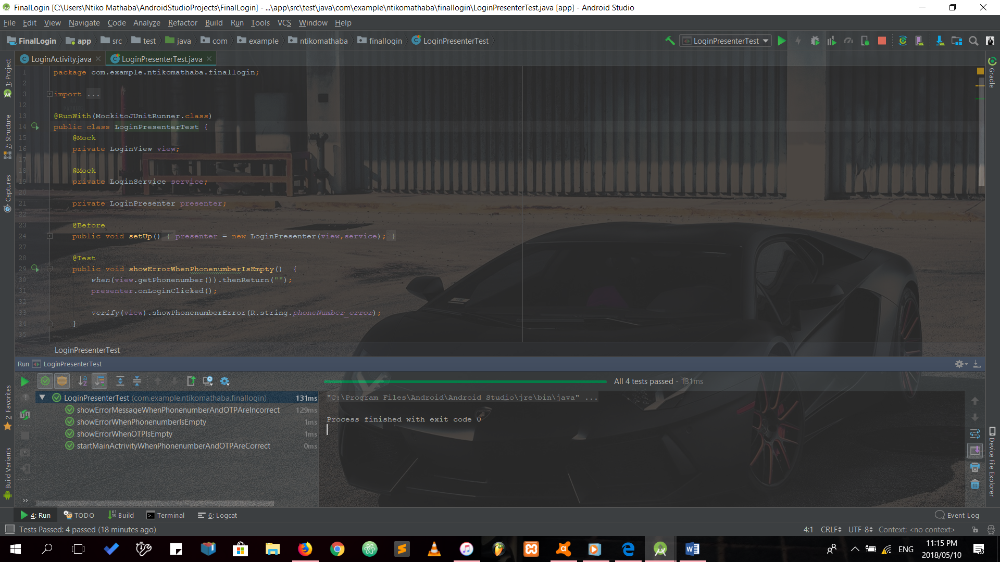 FinalLogin [C:\Users\Ntiko Mathaba\AndroidStudioProjects\FinalLogin] - ...\app\src\test\java\com\example\ntikomathaba\finallogin\LoginPresenterTest.java [app] - Android Studio
File Edit View Navigate Code Analyze Refactor Build Run Tools VCS Window Help
FinalLogin app src test java com example ntikomathaba finallogin LoginPresenterTest LoginPresenterTest
LoginActivity.java LoginPresenterTest.java
1: Project
7: Structure
Captures
2: Favorites
Build Variants
Gradle
Device File Explorer
1 package com.example.ntikomathaba.finallogin;
2
3 import ...
12
13 @RunWith(MockitoJUnitRunner.class)
14 public class LoginPresenterTest {
15 @Mock
16 private LoginView view;
17
18 @Mock
19 private LoginService service;
20
21 private LoginPresenter presenter;
22
23 @Before
24 public void setUp() { presenter = new LoginPresenter(view,service); }
27
28 @Test
29 public void showErrorWhenPhonenumberIsEmpty() {
30 when(view.getPhonenumber()).thenReturn("");
31 presenter.onLoginClicked();
32
33 verify(view).showPhonenumberError(R.string.phoneNumber_error);
34 }
35
LoginPresenterTest
Run LoginPresenterTest
All 4 tests passed - 131ms
LoginPresenterTest (com.example.ntikomathaba.finallogin) 131ms
showErrorMessageWhenPhonenumberAndOTPAreIncorrect 129ms
showErrorWhenPhonenumberIsEmpty 1ms
showErrorWhenOTPIsEmpty 1ms
startMainActrivityWhenPhonenumberAndOTPAreCorrect 0ms
"C:\Program Files\Android\Android Studio\jre\bin\java" ...
Process finished with exit code 0
4: Run TODO Build Terminal 6: Logcat Event Log
Tests Passed: 4 passed (18 minutes ago) 4:1 CRLF UTF-8 Context: <no context>
ENG 11:15 PM
2018/05/10